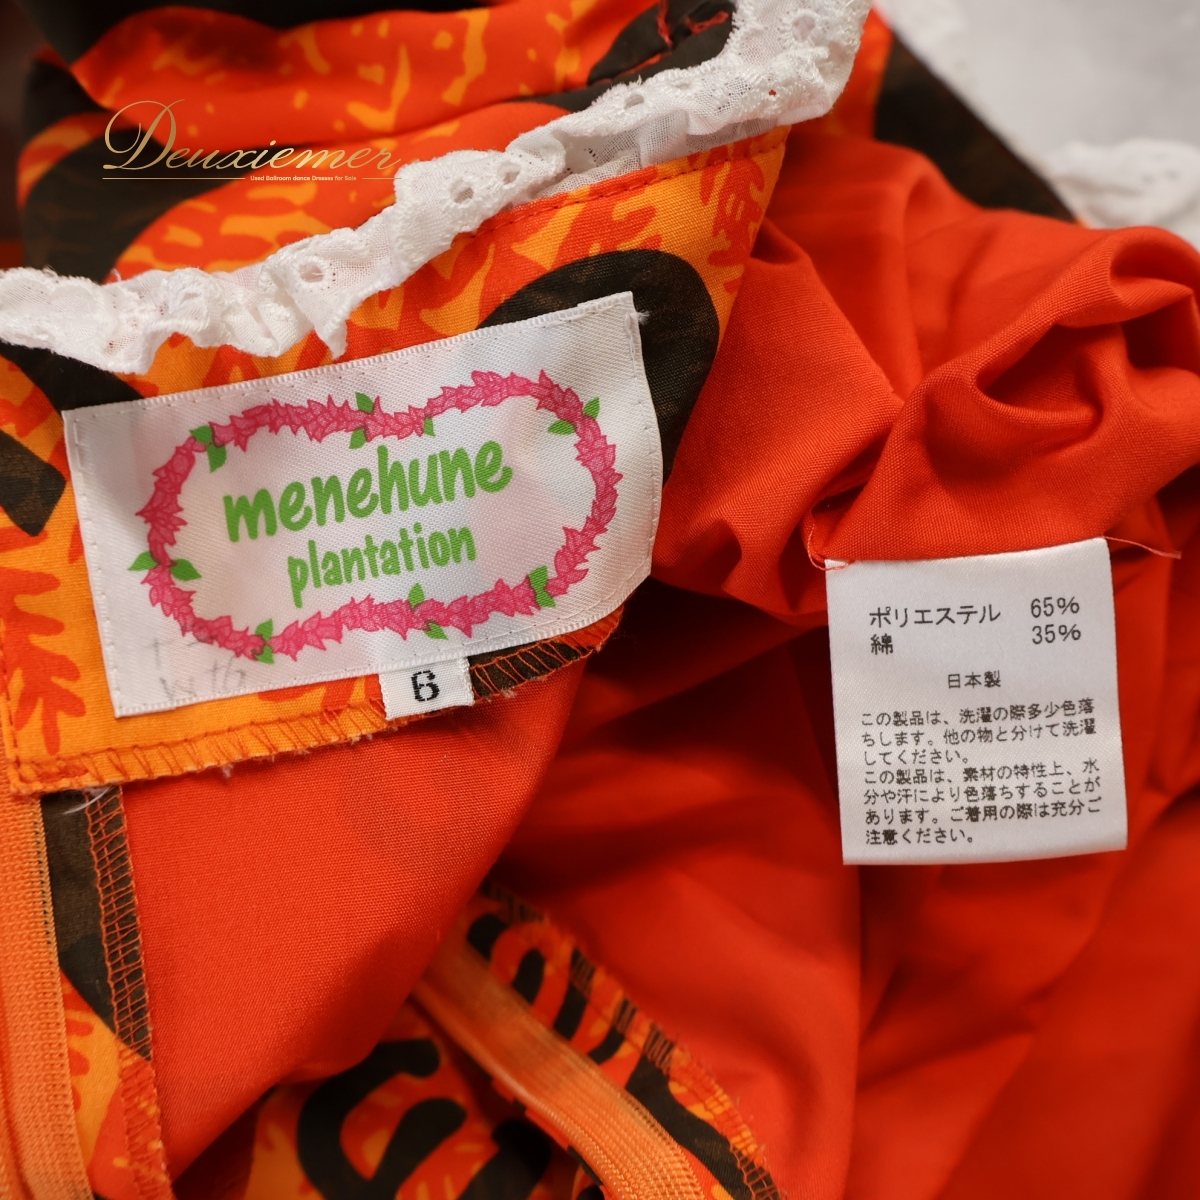 Deuxiemer
Used Ballroom dance Dresses for Sale
menehune
plantation
6
ポリエステル 65%
綿 35%
日本製
この製品は、洗濯の際多少色落
ちします。他の物と分けて洗濯
してください。
この製品は、素材の特性上、水
分や汗により色落ちすることが
あります。ご着用の際は充分ご
注意ください。